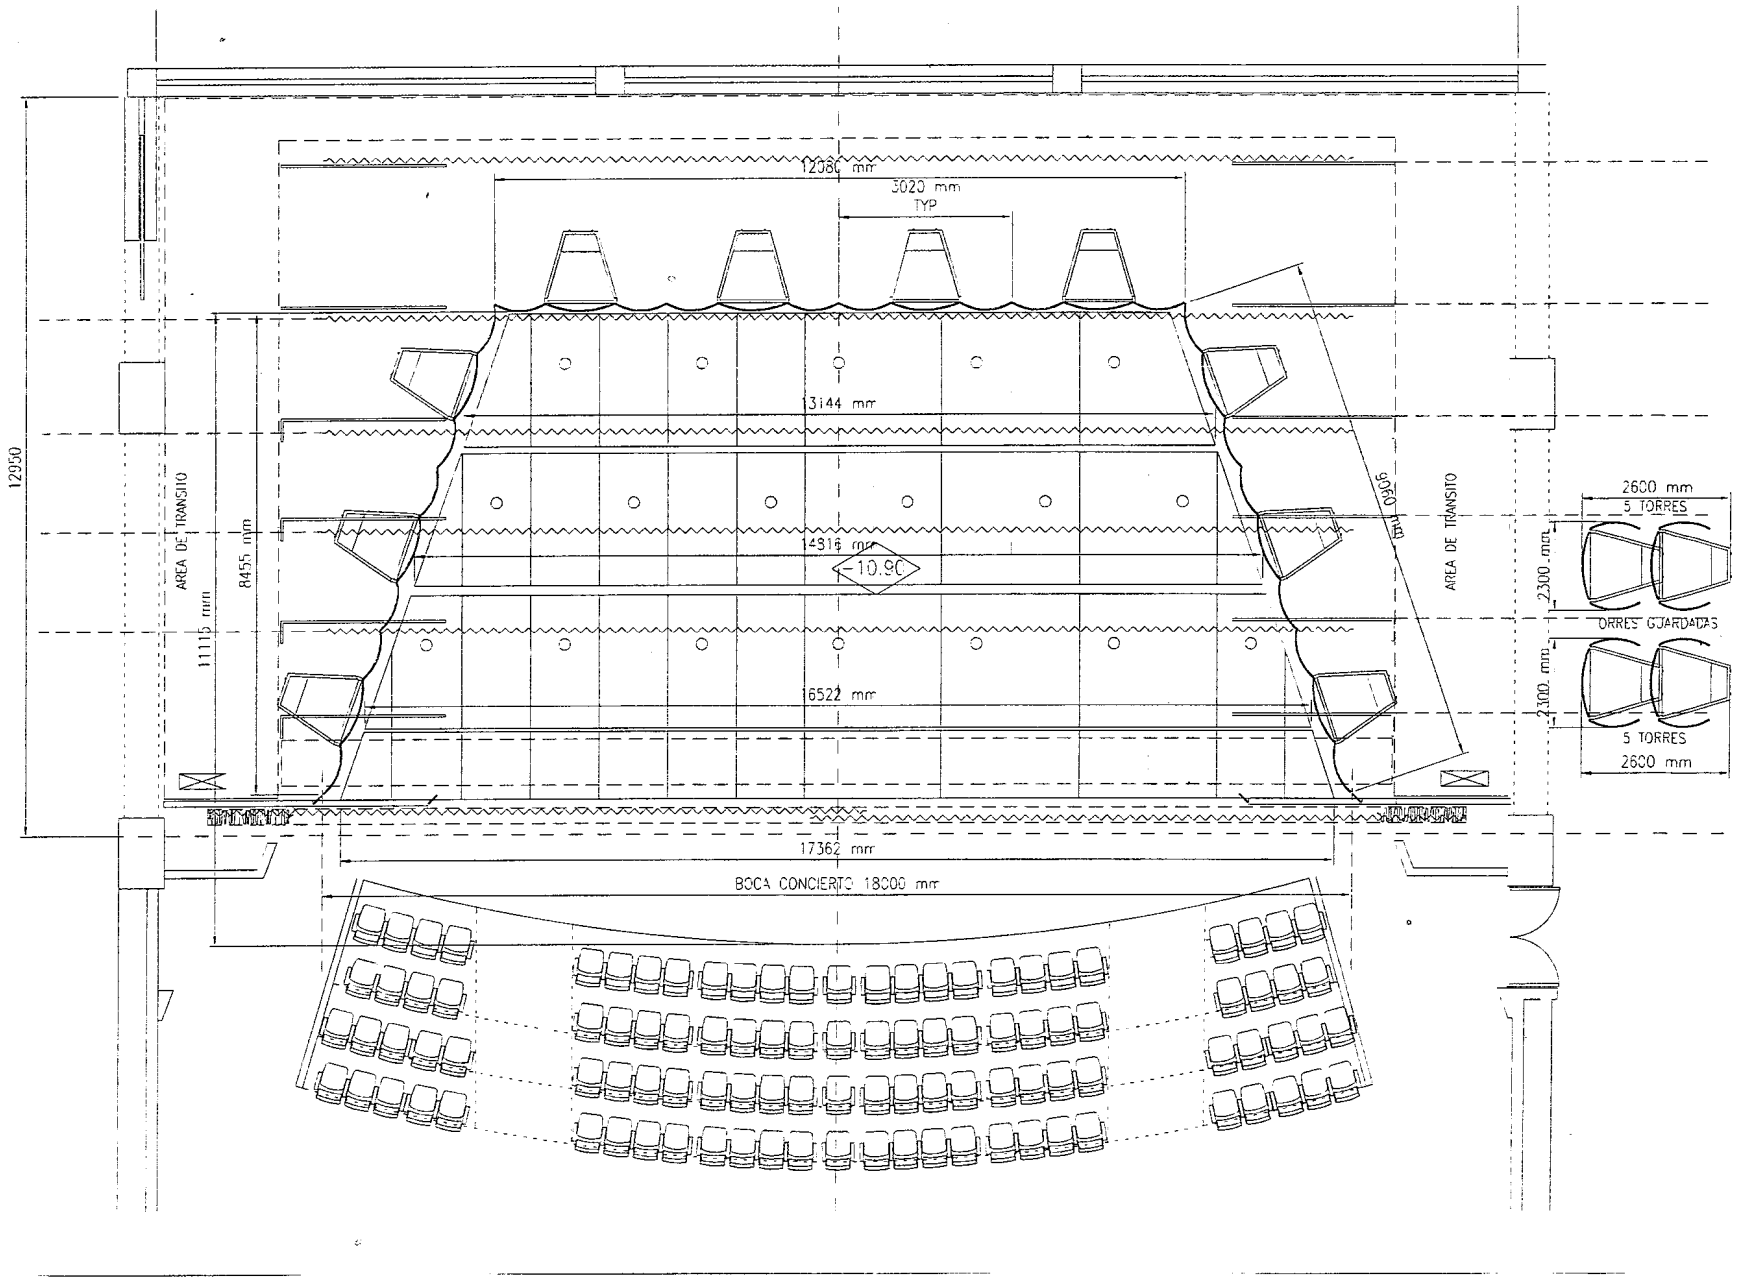 12080 mm
3020 mm
TYP
13144 mm
12950
AREA DE TRANSITO
8455 mm
11115 mm
14816 mm
-10.90
9060 mm
AREA DE TRANSITO
2600 mm
5 TORRES
2300 mm
ORRES GUARDADAS
2300 mm
5 TORRES
2600 mm
16522 mm
17362 mm
BOCA CONCIERTO 18000 mm